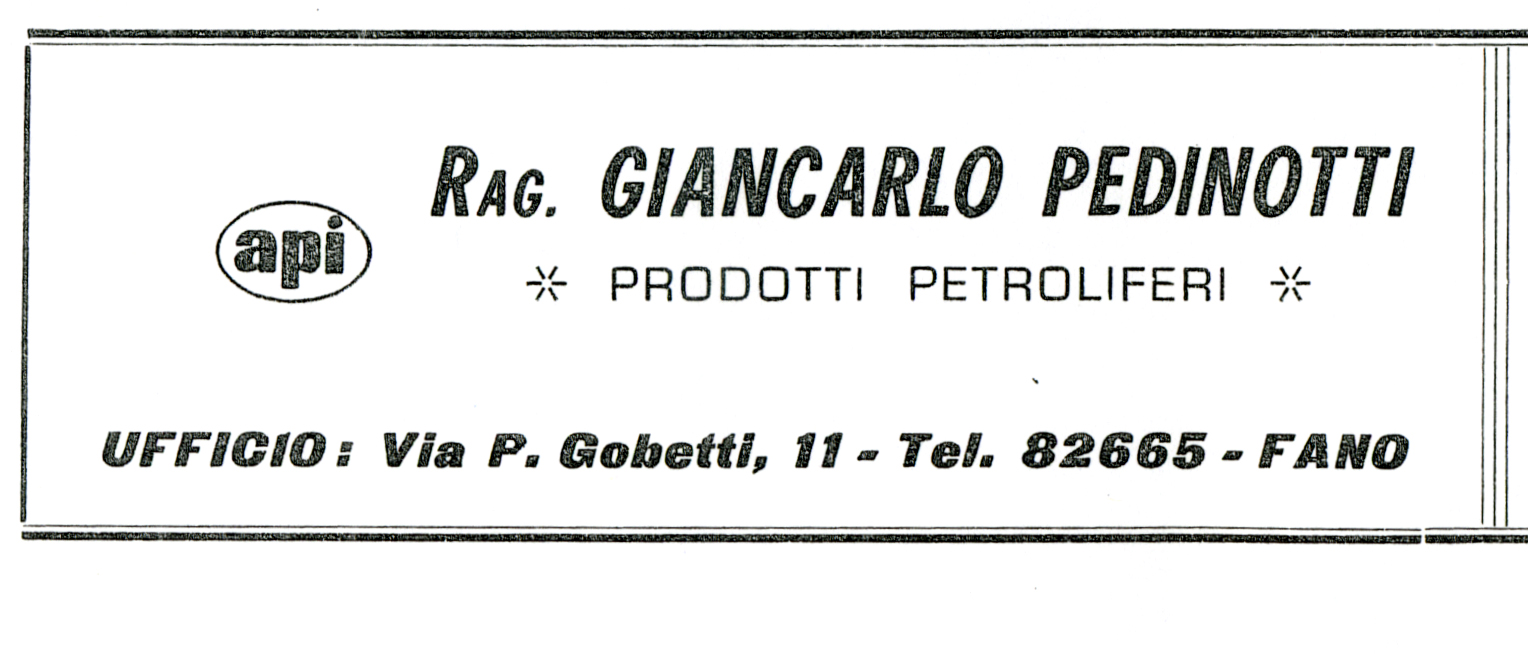 RAG. GIANCARLO PEDINOTTI
api
* PRODOTTI PETROLIFERI *
UFFICIO: Via P. Gobetti, 11 - Tel. 82665 - FANO